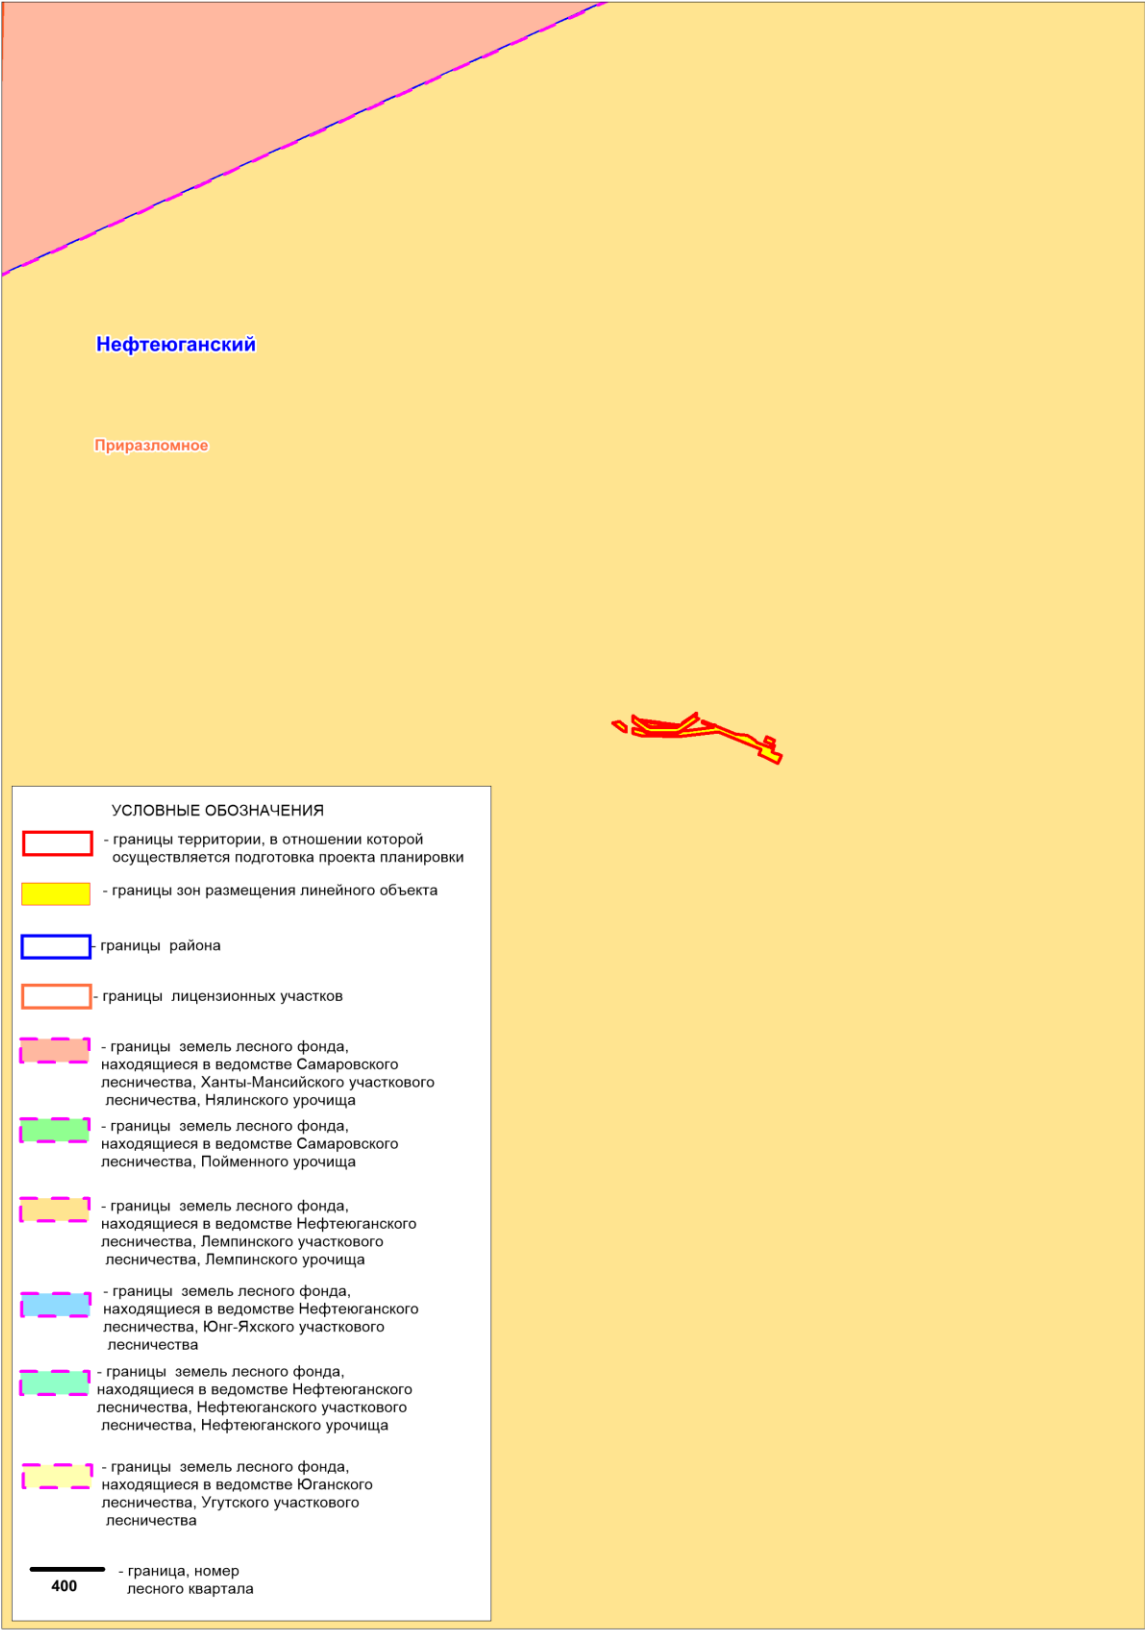 Нефтеюганский
Приразломное
УСЛОВНЫЕ ОБОЗНАЧЕНИЯ
- границы территории, в отношении которой
осуществляется подготовка проекта планировки
- границы зон размещения линейного объекта
- границы района
- границы лицензионных участков
- границы земель лесного фонда,
находящиеся в ведомстве Самаровского
лесничества, Ханты-Мансийского участкового
лесничества, Нялинского урочища
- границы земель лесного фонда,
находящиеся в ведомстве Самаровского
лесничества, Пойменного урочища
- границы земель лесного фонда,
находящиеся в ведомстве Нефтеюганского
лесничества, Лемпинского участкового
лесничества, Лемпинского урочища
- границы земель лесного фонда,
находящиеся в ведомстве Нефтеюганского
лесничества, Юнг-Яхского участкового
лесничества
- границы земель лесного фонда,
находящиеся в ведомстве Нефтеюганского
лесничества, Нефтеюганского участкового
лесничества, Нефтеюганского урочища
- границы земель лесного фонда,
находящиеся в ведомстве Юганского
лесничества, Угутского участкового
лесничества
- граница, номер
лесного квартала
400